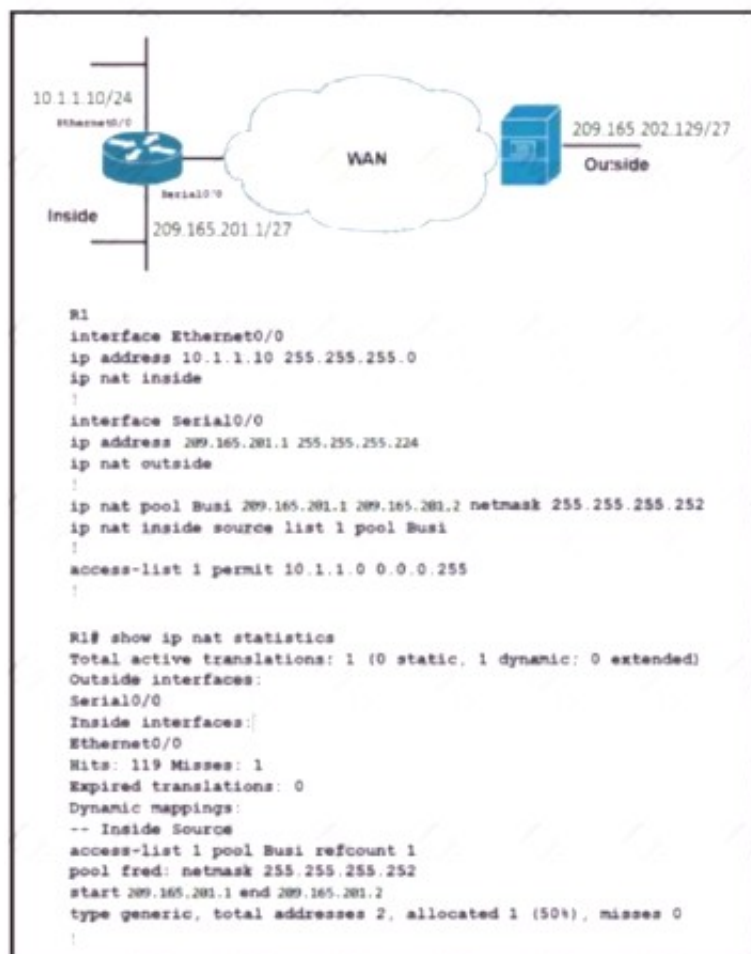 10.1.1.10/24
Ethernet0/0
WAN
209.165.202.129/27
Outside
Serial0/0
Inside
209.165.201.1/27
R1
interface Ethernet0/0
ip address 10.1.1.10 255.255.255.0
ip nat inside
!
interface Serial0/0
ip address 209.165.201.1 255.255.255.224
ip nat outside
!
ip nat pool Busi 209.165.201.1 209.165.201.2 netmask 255.255.255.252
ip nat inside source list 1 pool Busi
!
access-list 1 permit 10.1.1.0 0.0.0.255
!
R1# show ip nat statistics
Total active translations: 1 (0 static, 1 dynamic; 0 extended)
Outside interfaces:
Serial0/0
Inside interfaces:
Ethernet0/0
Hits: 119 Misses: 1
Expired translations: 0
Dynamic mappings:
-- Inside Source
access-list 1 pool Busi refcount 1
pool fred: netmask 255.255.255.252
start 209.165.201.1 end 209.165.201.2
type generic, total addresses 2, allocated 1 (50%), misses 0
!